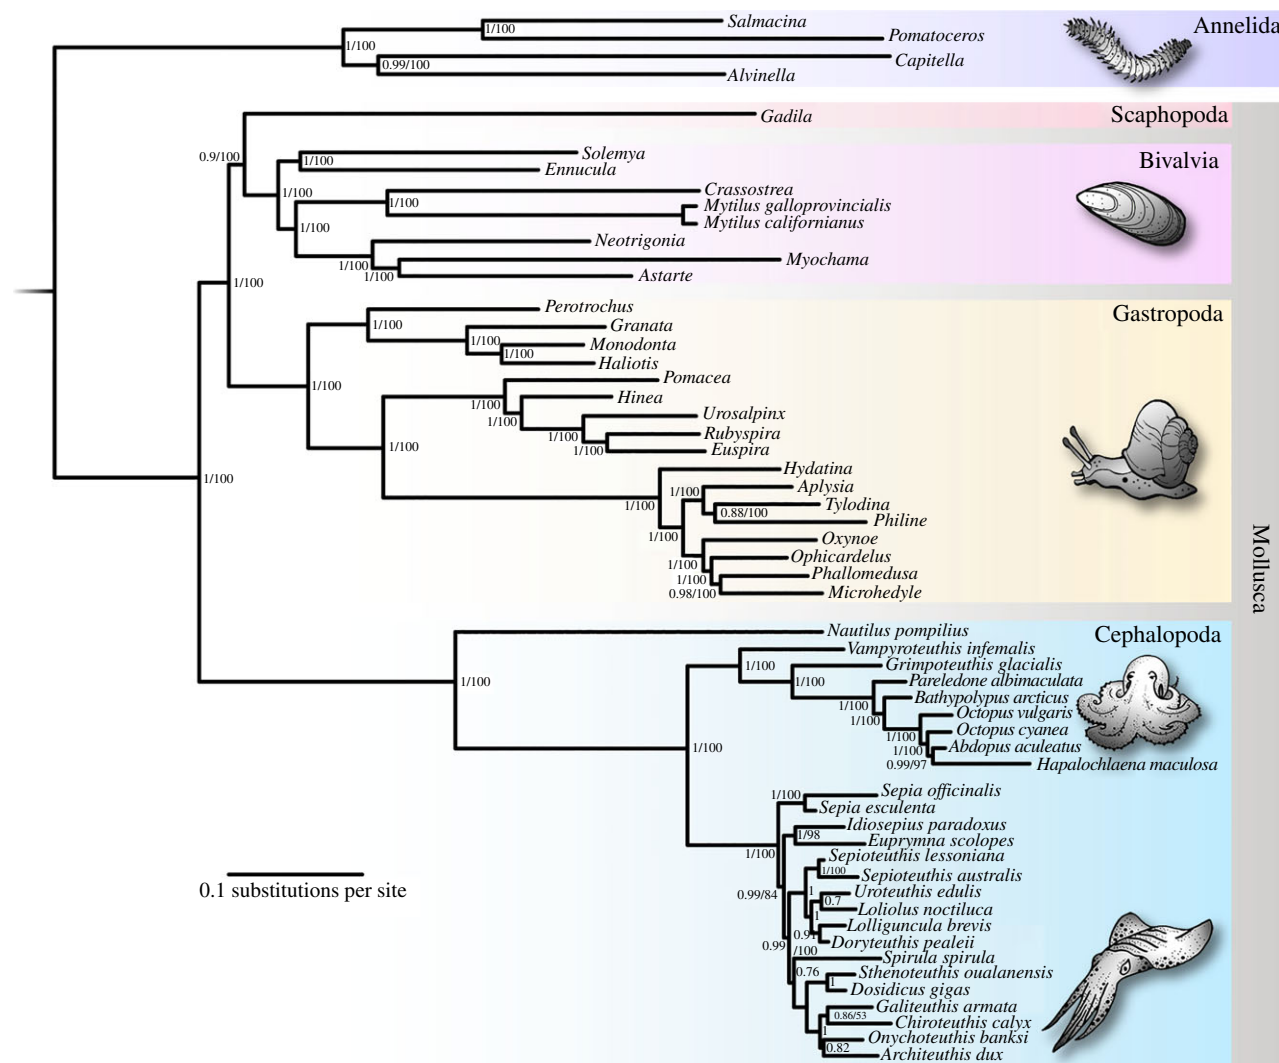 Salmacina
1/100
Pomatoceros
Annelida
1/100
Capitella
0.99/100
Alvinella
Gadila
Scaphopoda
0.9/100
Solemya
1/100
Ennucula
Bivalvia
1/100
Crassostrea
1/100
Mytilus galloprovincialis
Mytilus californianus
1/100
Neotrigonia
1/100
Myochama
1/100
Astarte
1/100
Perotrochus
Gastropoda
1/100
Granata
1/100
Monodonta
1/100
Haliotis
1/100
Pomacea
1/100
Hinea
1/100
Urosalpinx
1/100
Rubyspira
1/100
Euspira
1/100
Hydatina
1/100
Aplysia
1/100
Tylodina
0.88/100
Philine
1/100
Oxynoe
1/100
Ophicardelus
1/100
Phallomedusa
0.98/100
Microhedyle
Mollusca
1/100
Nautilus pompilius
Cephalopoda
1/100
Vampyroteuthis infernalis
1/100
Grimpoteuthis glacialis
1/100
Pareledone albimaculata
1/100
Bathypolypus arcticus
1/100
Octopus vulgaris
1/100
Octopus cyanea
1/100
Abdopus aculeatus
0.99/97
Hapalochlaena maculosa
1/100
Sepia officinalis
1/100
Sepia esculenta
Idiosepius paradoxus
1/98
Euprymna scolopes
1/100
Sepioteuthis lessoniana
1/100
Sepioteuthis australis
0.99/84
1
Uroteuthis edulis
0.7
Loliolus noctiluca
1
Lolliguncula brevis
0.91
Doryteuthis pealeii
0.99
/100
Spirula spirula
0.76
Sthenoteuthis oualanensis
1
Dosidicus gigas
Galiteuthis armata
0.86/53
Chiroteuthis calyx
1
Onychoteuthis banksi
0.82
Architeuthis dux
0.1 substitutions per site